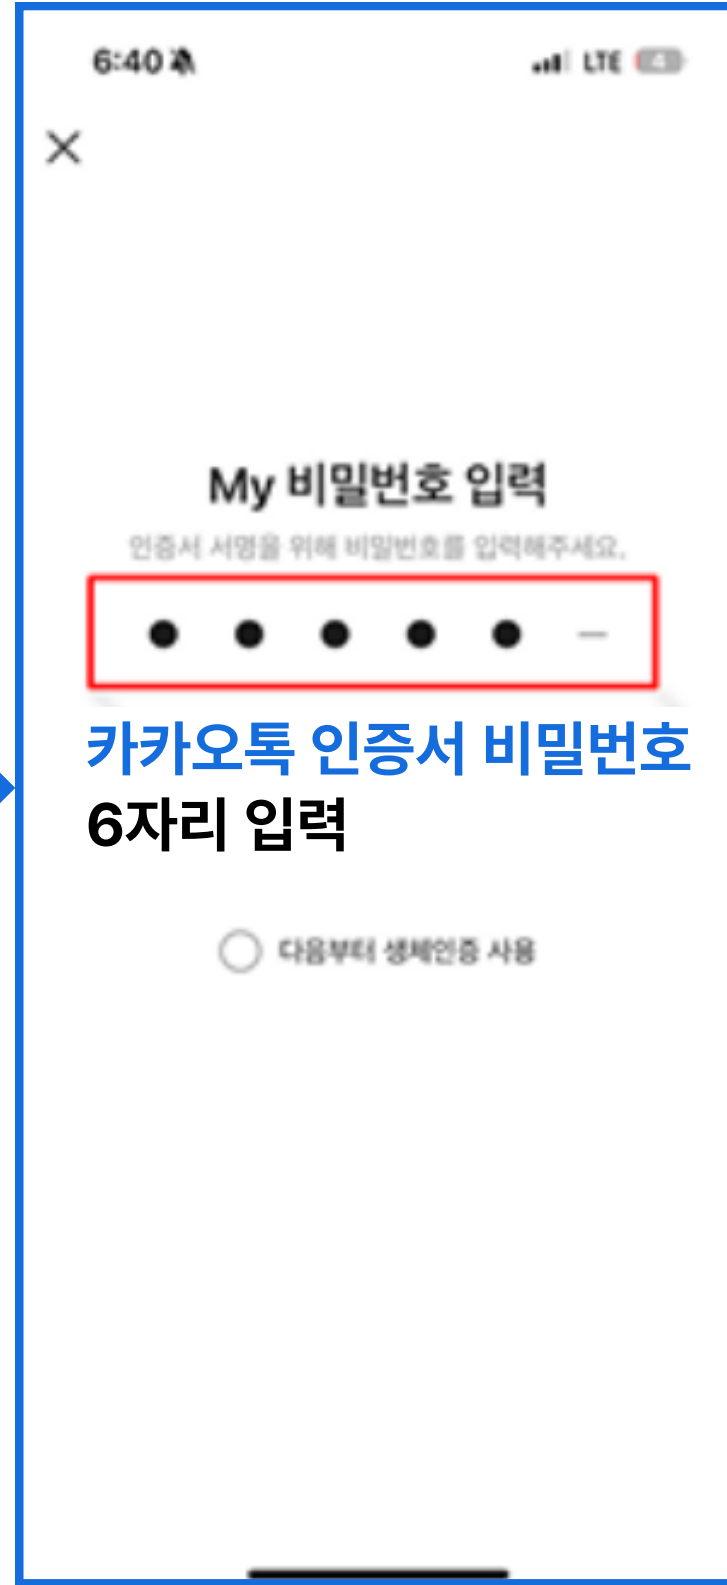 6:40
LTE 4
My 비밀번호 입력
인증서 서명을 위해 비밀번호를 입력해주세요.
카카오톡 인증서 비밀번호
6자리 입력
다음부터 생체인증 사용